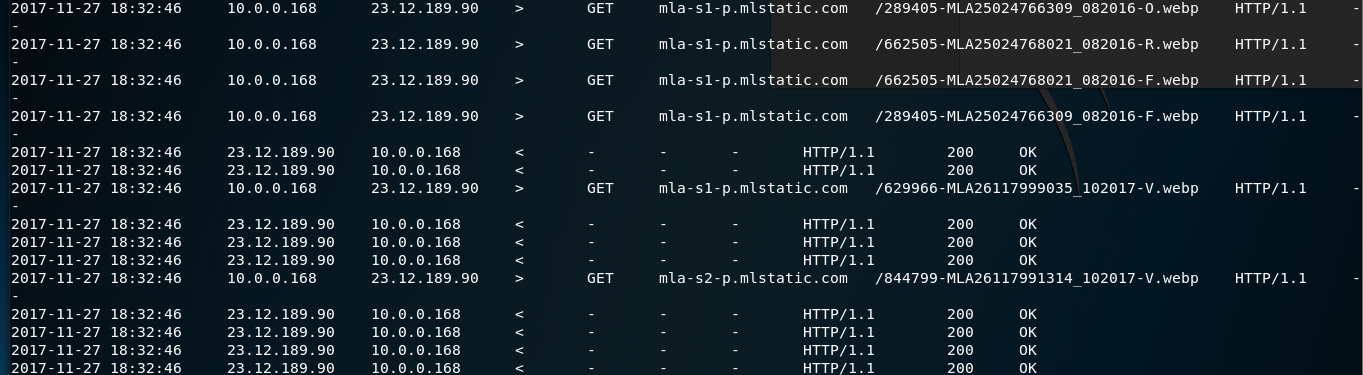 2017-11-27 18:32:46 10.0.0.168 23.12.189.90 > GET mla-s1-p.mlstatic.com /289405-MLA25024766309_082016-O.webp HTTP/1.1 -
-
2017-11-27 18:32:46 10.0.0.168 23.12.189.90 > GET mla-s1-p.mlstatic.com /662505-MLA25024768021_082016-R.webp HTTP/1.1 -
-
2017-11-27 18:32:46 10.0.0.168 23.12.189.90 > GET mla-s1-p.mlstatic.com /662505-MLA25024768021_082016-F.webp HTTP/1.1 -
-
2017-11-27 18:32:46 10.0.0.168 23.12.189.90 > GET mla-s1-p.mlstatic.com /289405-MLA25024766309_082016-F.webp HTTP/1.1 -
-
2017-11-27 18:32:46 23.12.189.90 10.0.0.168 < - - - HTTP/1.1 200 OK
2017-11-27 18:32:46 23.12.189.90 10.0.0.168 < - - - HTTP/1.1 200 OK
2017-11-27 18:32:46 10.0.0.168 23.12.189.90 > GET mla-s1-p.mlstatic.com /629966-MLA26117999035_102017-V.webp HTTP/1.1 -
-
2017-11-27 18:32:46 23.12.189.90 10.0.0.168 < - - - HTTP/1.1 200 OK
2017-11-27 18:32:46 23.12.189.90 10.0.0.168 < - - - HTTP/1.1 200 OK
2017-11-27 18:32:46 23.12.189.90 10.0.0.168 < - - - HTTP/1.1 200 OK
2017-11-27 18:32:46 10.0.0.168 23.12.189.90 > GET mla-s2-p.mlstatic.com /844799-MLA26117991314_102017-V.webp HTTP/1.1 -
-
2017-11-27 18:32:46 23.12.189.90 10.0.0.168 < - - - HTTP/1.1 200 OK
2017-11-27 18:32:46 23.12.189.90 10.0.0.168 < - - - HTTP/1.1 200 OK
2017-11-27 18:32:46 23.12.189.90 10.0.0.168 < - - - HTTP/1.1 200 OK
2017-11-27 18:32:46 23.12.189.90 10.0.0.168 < - - - HTTP/1.1 200 OK